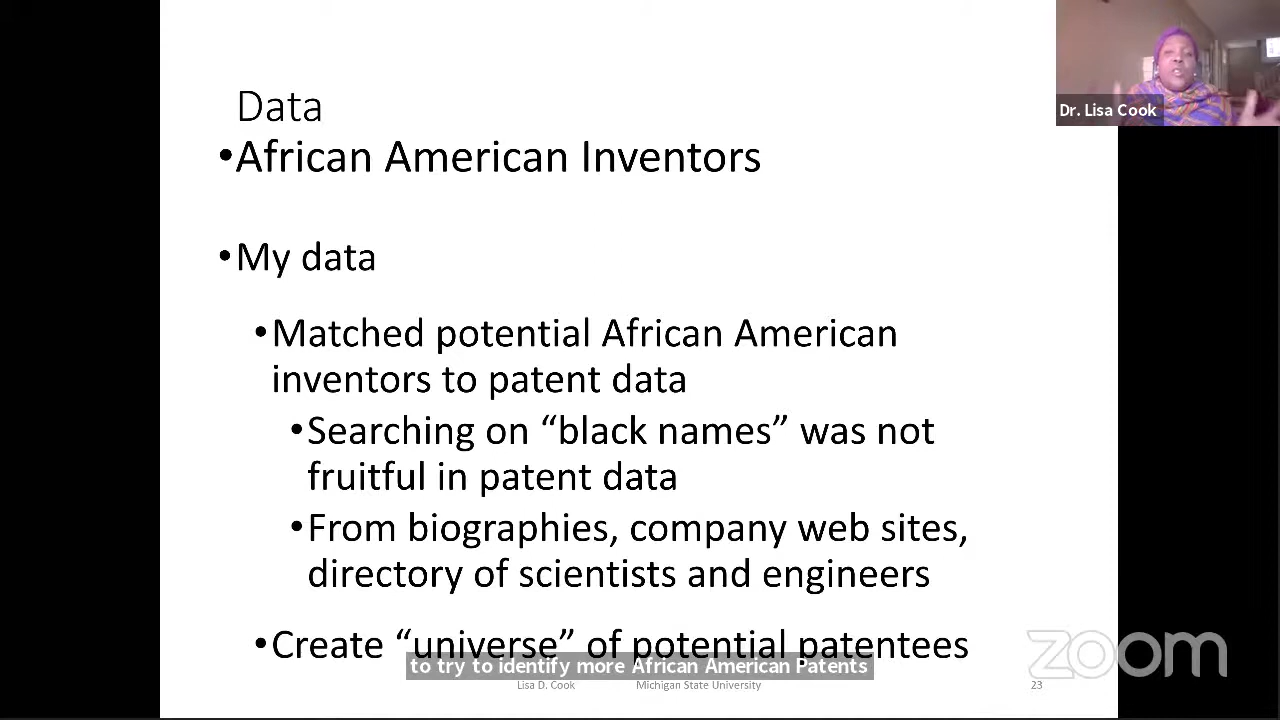 Data
•African American Inventors
•My data
•Matched potential African American
inventors to patent data
•Searching on “black names” was not
fruitful in patent data
•From biographies, company web sites,
directory of scientists and engineers
•Create “universe” of potential patentees
to try to identify more African American Patents
Lisa D. Cook Michigan State University 23
Dr. Lisa Cook
zoom